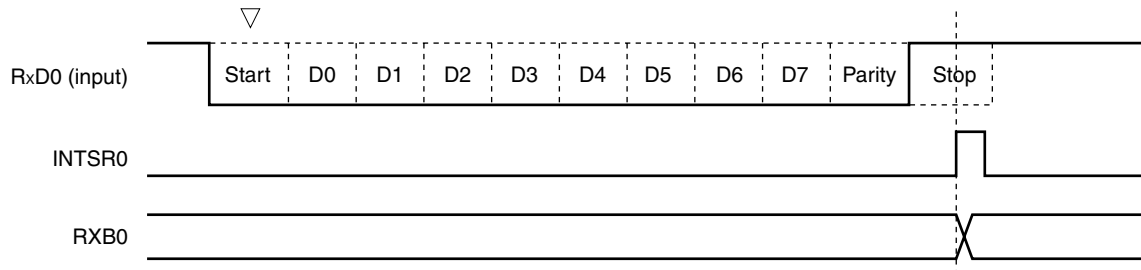 RxD0 (input) Start D0 D1 D2 D3 D4 D5 D6 D7 Parity Stop
INTSR0
RXB0